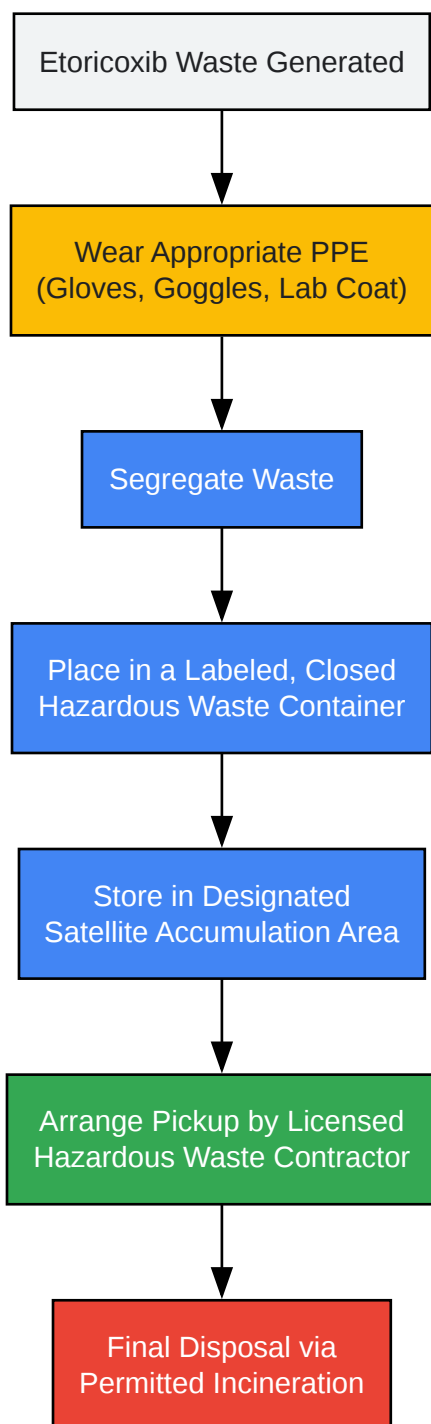 Etoricoxib Waste Generated
Wear Appropriate PPE
(Gloves, Goggles, Lab Coat)
Segregate Waste
Place in a Labeled, Closed
Hazardous Waste Container
Store in Designated
Satellite Accumulation Area
Arrange Pickup by Licensed
Hazardous Waste Contractor
Final Disposal via
Permitted Incineration